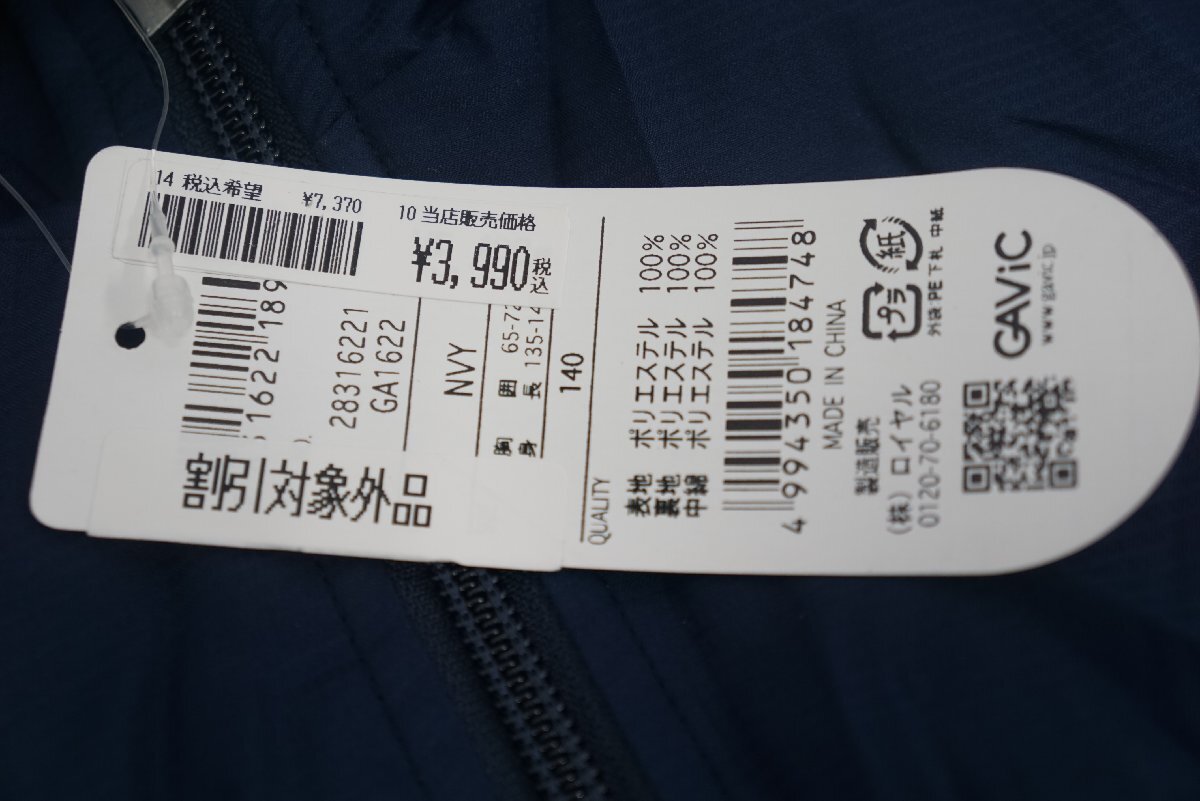 14 税込希望 ¥7,370
10 当店販売価格
¥3,990税込
割引対象外品
28316221
GA1622
NVY
胸囲 65-7
身長 135-14
140
QUALITY
表地 ポリエステル 100%
裏地 ポリエステル 100%
中綿 ポリエステル 100%
4 994350 184748
MADE IN CHINA
製造販売
(株) ロイヤル
0120-70-6180
紙
プラ
外袋 PE 下札 中紙
GAViC
www.gavic.jp